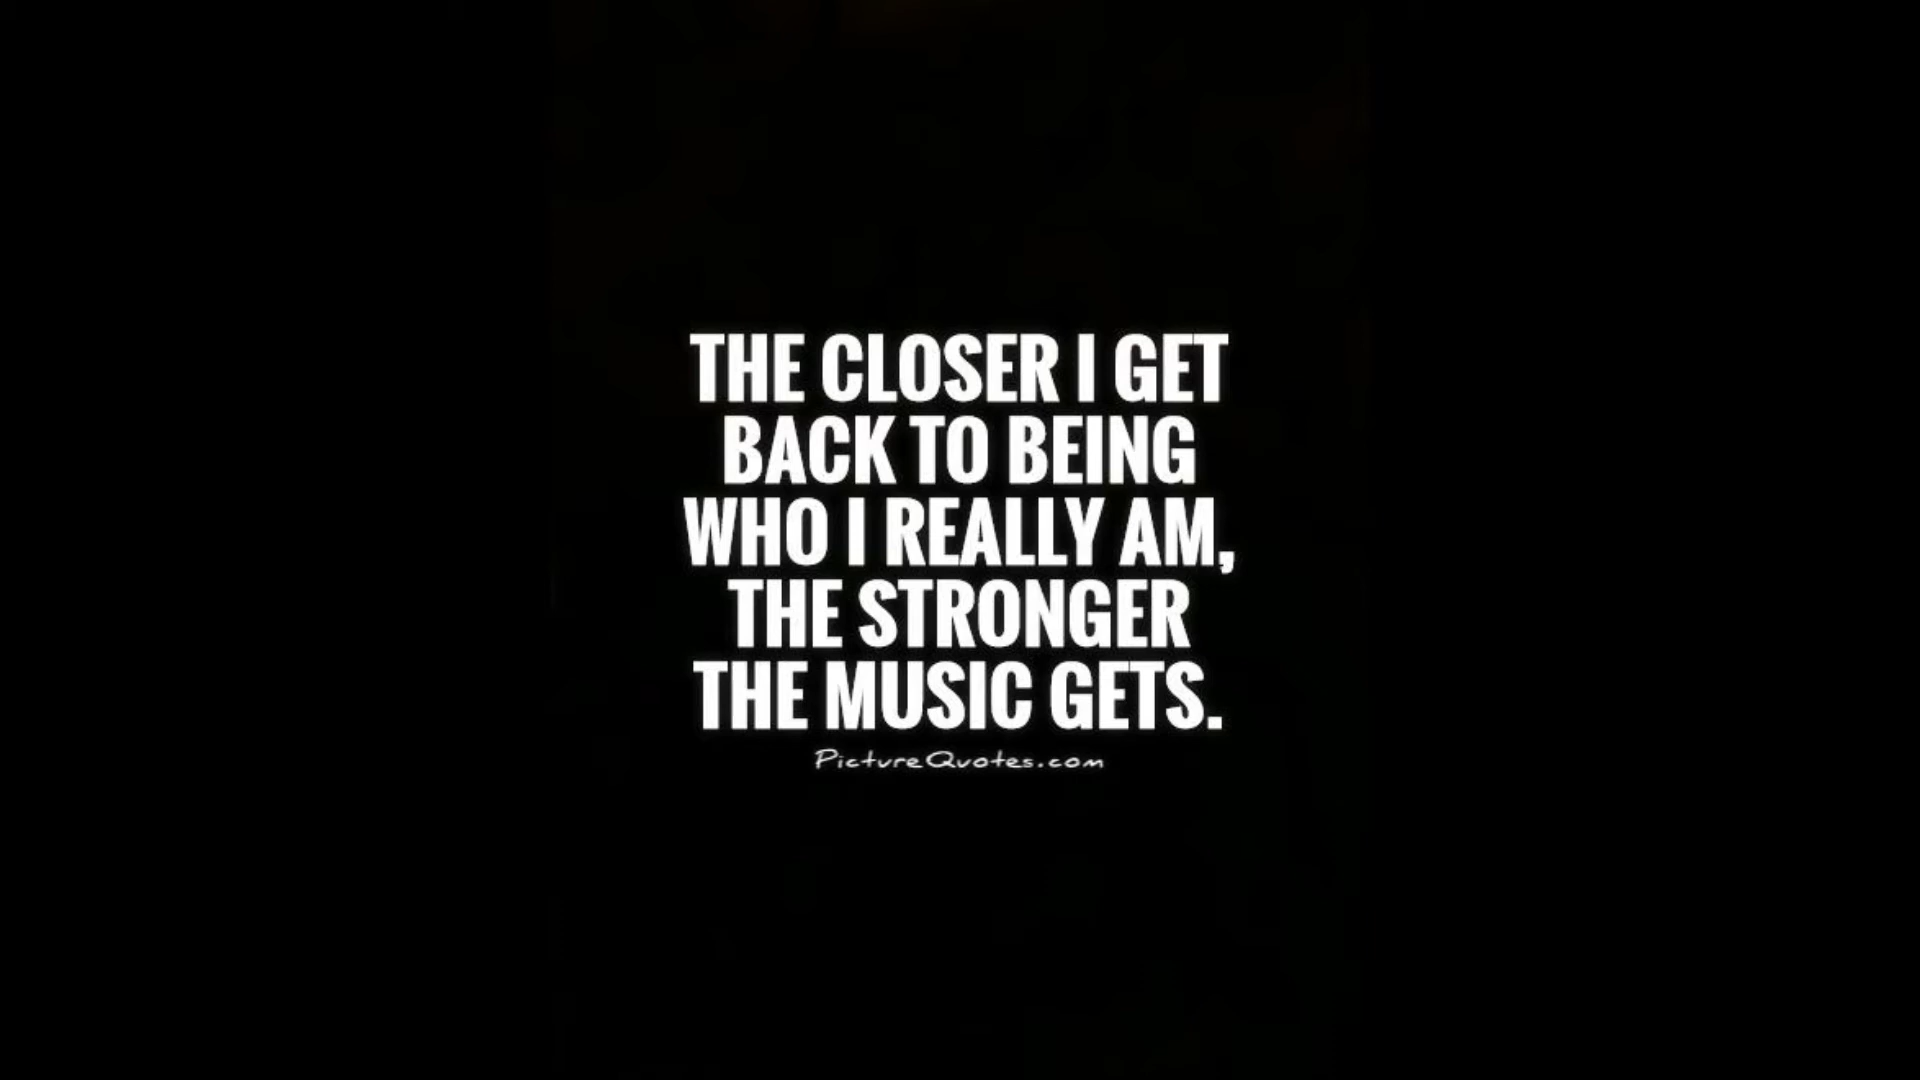 THE CLOSER I GET
BACK TO BEING
WHO I REALLY AM,
THE STRONGER
THE MUSIC GETS.
PictureQuotes.com